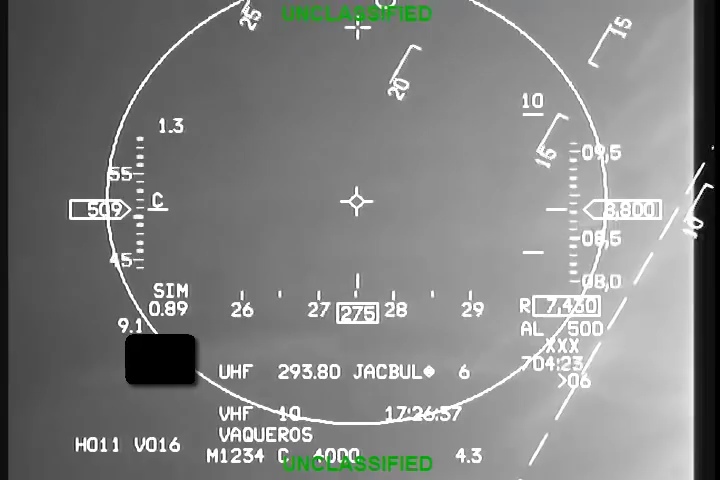 UNCLASSIFIED
25
15
20
10
1.3
15
09,5
55
C
509
8,800
10
08,5
45
08,0
SIM
0.89
26 27 275 28 29
R 7,430
9.1
AL 500
XXX
704:23
>06
UHF 293.80 JACBUL◆ 6
VHF 10 17:26:37
VAQUEROS
H011 V016
M1234 C 4000 4.3
UNCLASSIFIED